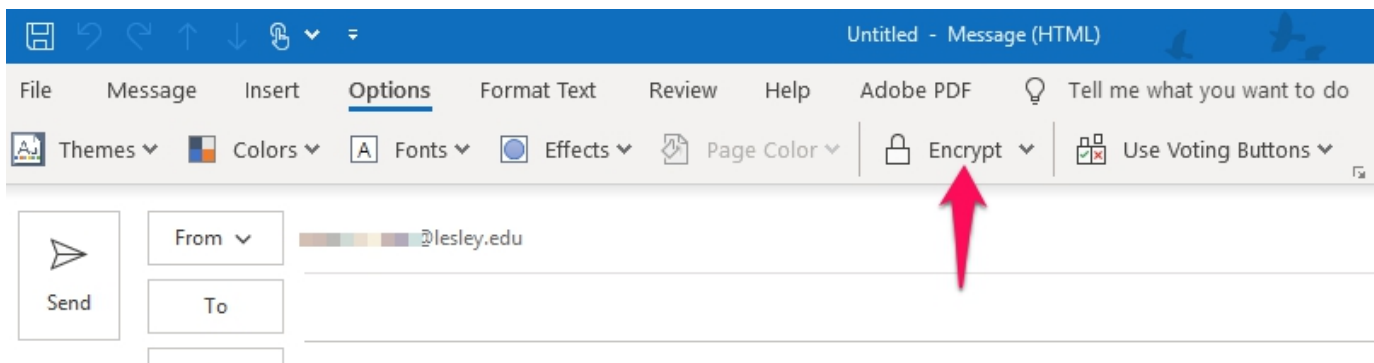 Untitled - Message (HTML)
File Message Insert Options Format Text Review Help Adobe PDF Tell me what you want to do
Themes Colors A Fonts Effects Page Color Encrypt Use Voting Buttons
From @lesley.edu
Send To